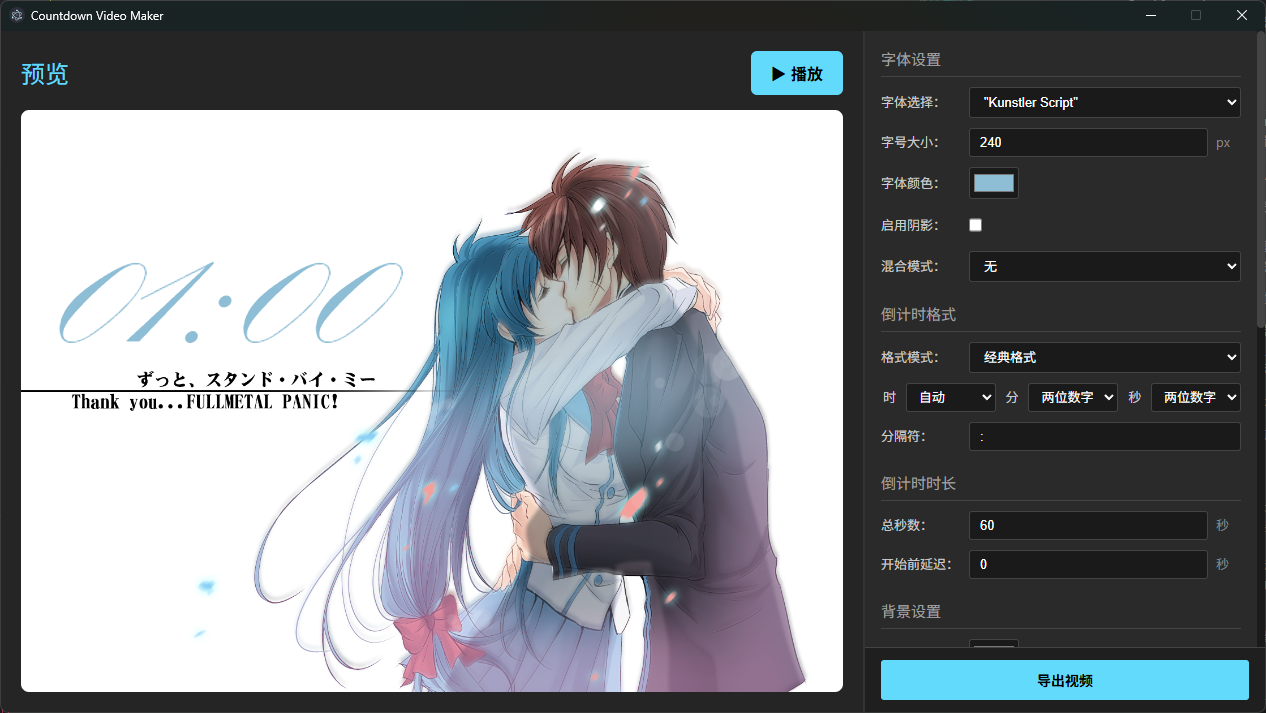 Countdown Video Maker
预览
▶ 播放
01:00
ずっと、スタンド・バイ・ミー
Thank you...FULLMETAL PANIC!
字体设置
字体选择：
"Kunstler Script"
字号大小：
240
px
字体颜色：
启用阴影：
混合模式：
无
倒计时格式
格式模式：
经典格式
时 自动 分 两位数字 秒 两位数字
分隔符：
:
倒计时时长
总秒数：
60
秒
开始前延迟：
0
秒
背景设置
导出视频